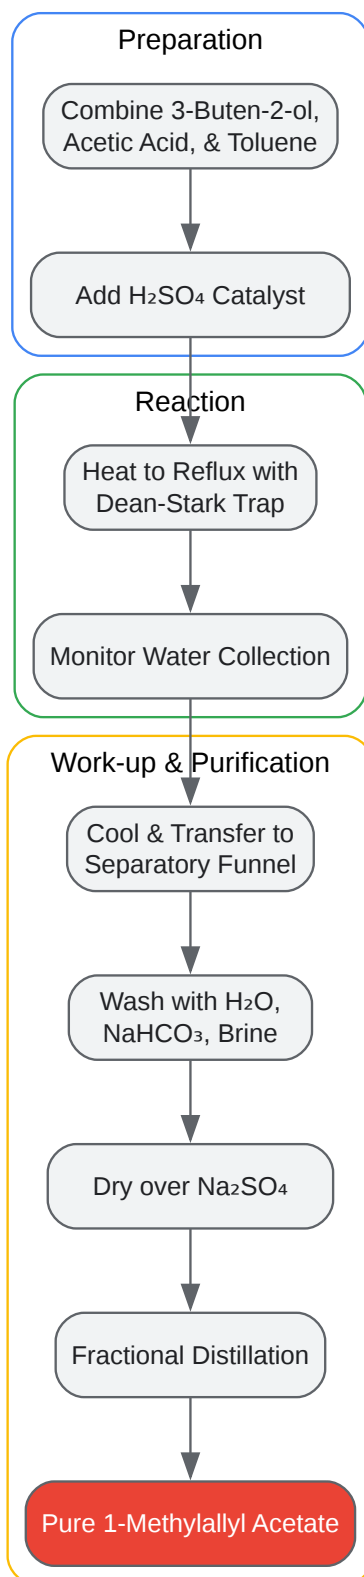 Preparation
Combine 3-Buten-2-ol,
Acetic Acid, & Toluene
Add H₂SO₄ Catalyst
Reaction
Heat to Reflux with
Dean-Stark Trap
Monitor Water Collection
Work-up & Purification
Cool & Transfer to
Separatory Funnel
Wash with H₂O,
NaHCO₃, Brine
Dry over Na₂SO₄
Fractional Distillation
Pure 1-Methylallyl Acetate